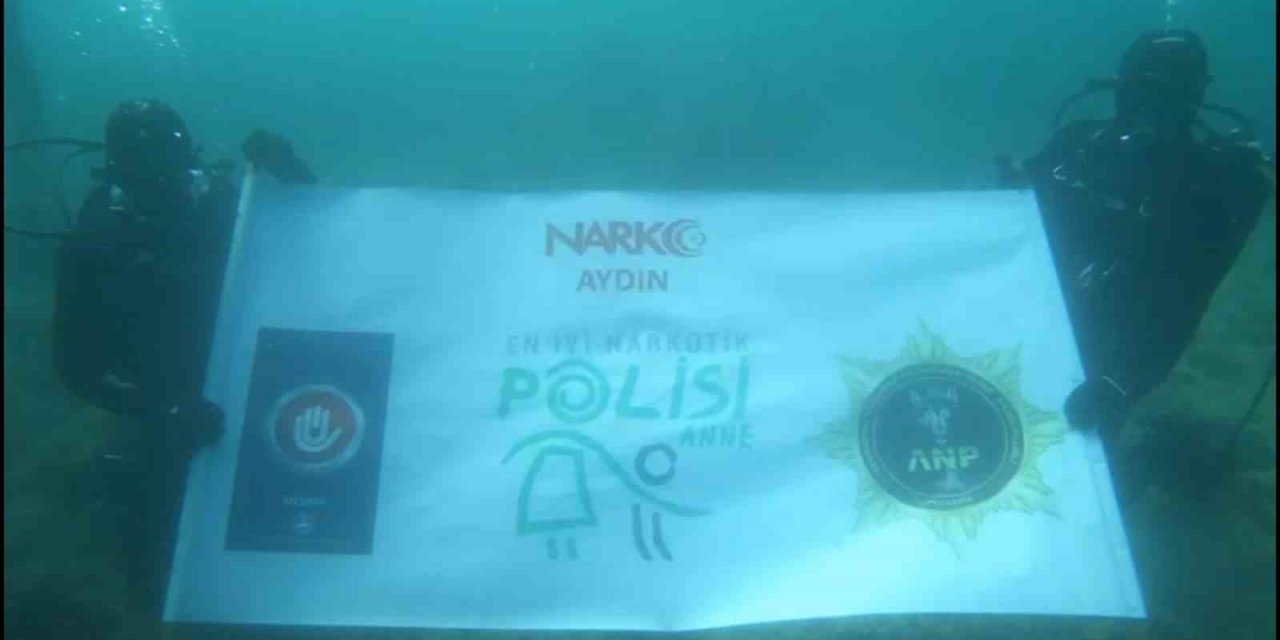 NARKO
AYDIN
EN İYİ NARKOTİK
POLİSİ
ANNE
ANP